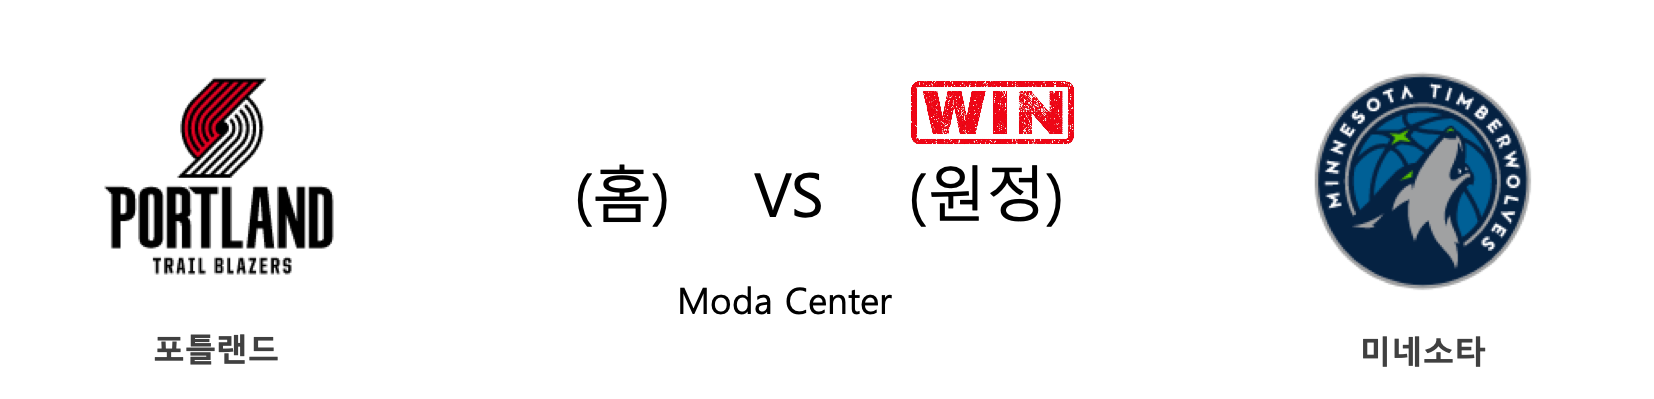 WIN
(홈) VS (원정)
Moda Center
PORTLAND
TRAIL BLAZERS
포틀랜드
MINNESOTA TIMBERWOLVES
미네소타